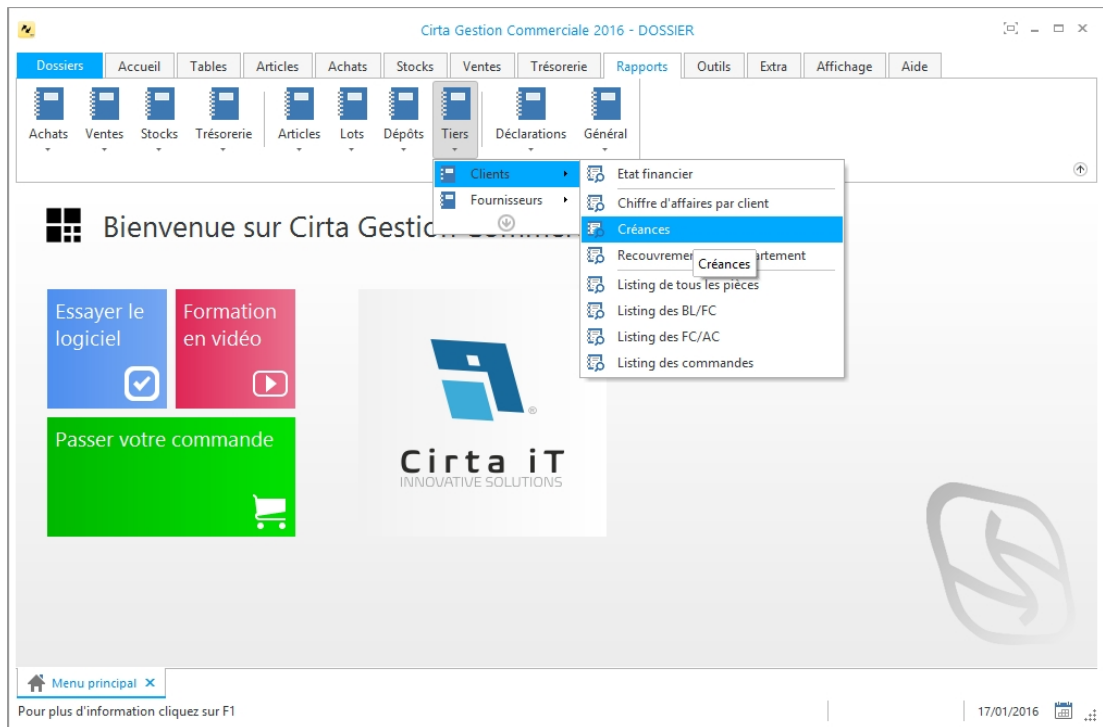 Cirta Gestion Commerciale 2016 - DOSSIER
Dossiers Accueil Tables Articles Achats Stocks Ventes Trésorerie Rapports Outils Extra Affichage Aide
Achats Ventes Stocks Trésorerie Articles Lots Dépôts Tiers Déclarations Général
Clients
Fournisseurs
Etat financier
Chiffre d'affaires par client
Créances
Créances
Listing de tous les pièces
Listing des BL/FC
Listing des FC/AC
Listing des commandes
Bienvenue sur Cirta
Essayer le
logiciel
Formation
en vidéo
Passer votre commande
Cirta iT
INNOVATIVE SOLUTIONS
Menu principal
Pour plus d'information cliquez sur F1
17/01/2016